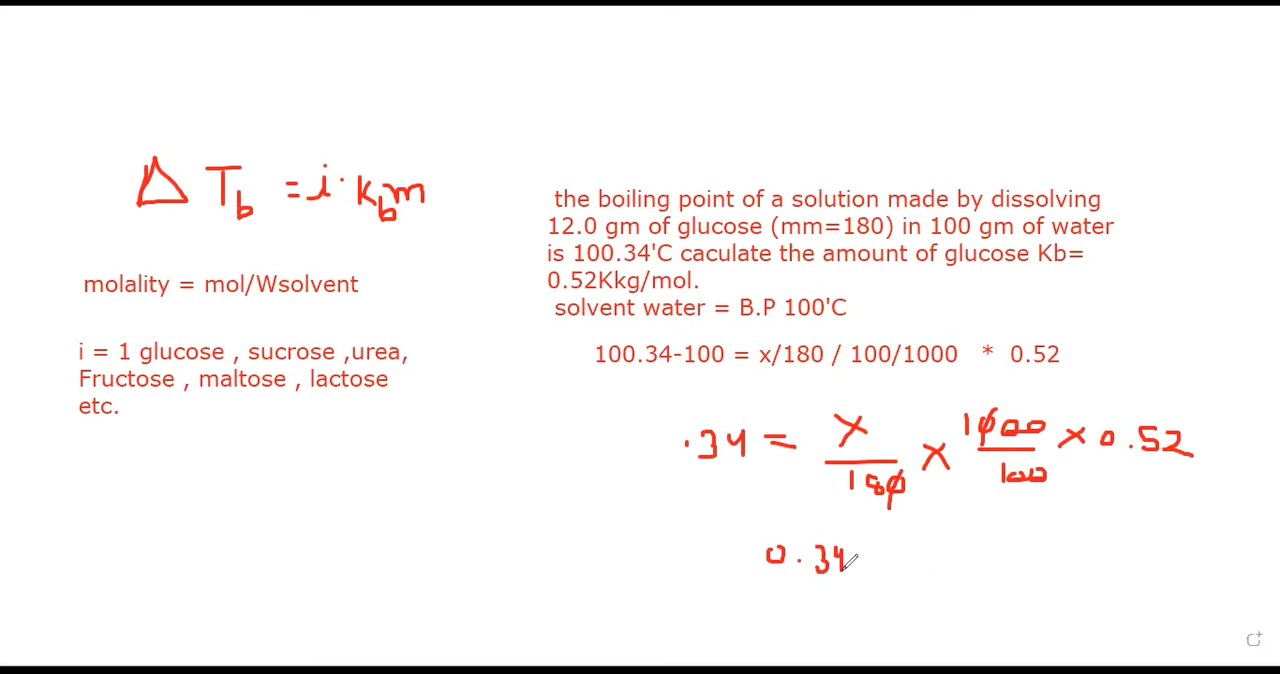 Δ Tb = i · kbm
molality = mol/Wsolvent
i = 1 glucose , sucrose ,urea,
Fructose , maltose , lactose
etc.
the boiling point of a solution made by dissolving
12.0 gm of glucose (mm=180) in 100 gm of water
is 100.34'C caculate the amount of glucose Kb=
0.52Kkg/mol.
solvent water = B.P 100'C
100.34-100 = x/180 / 100/1000 * 0.52
.34 = x/180 × 1000/100 × 0.52
0.34